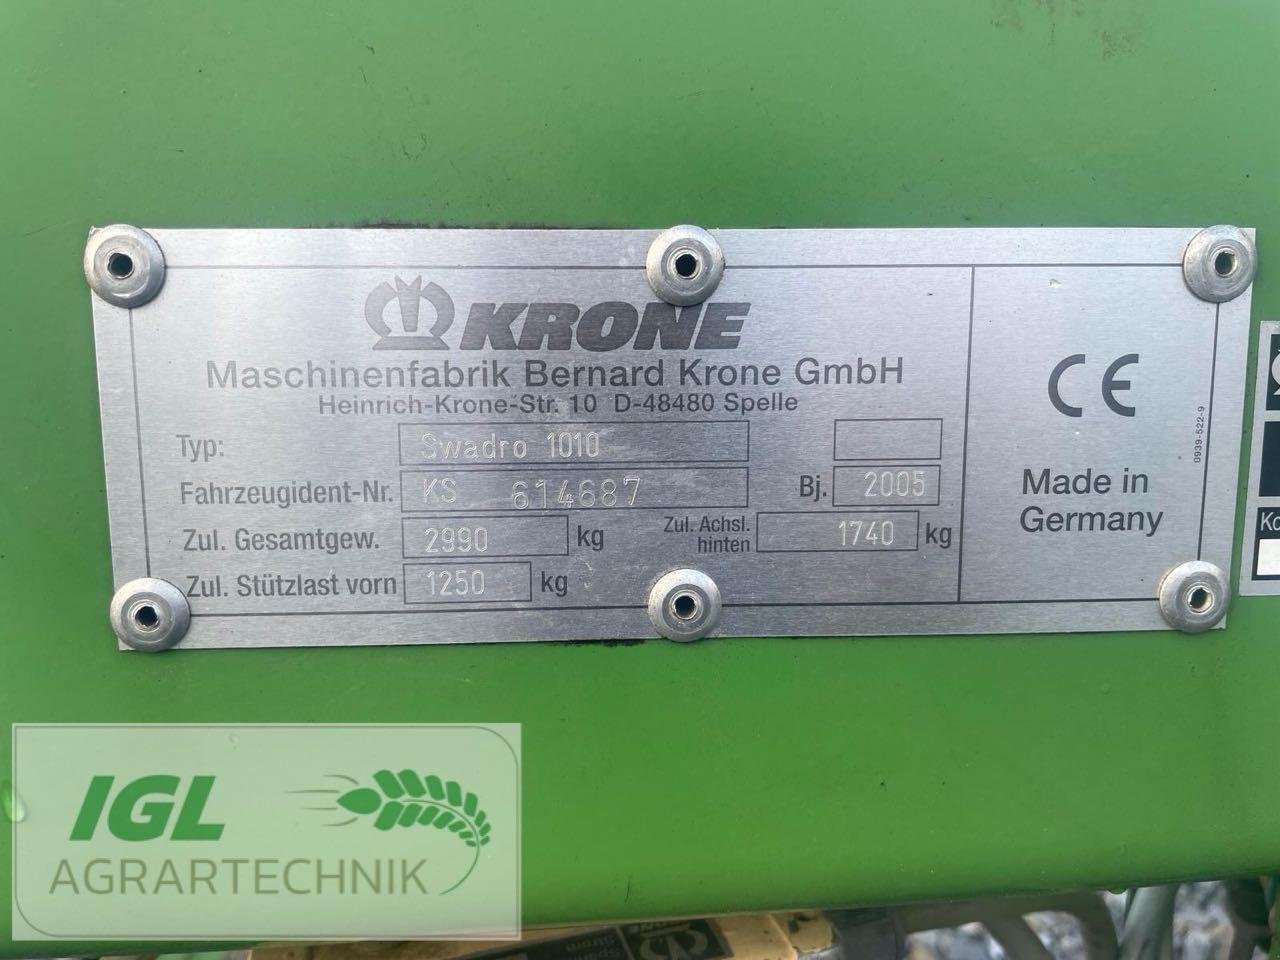 KRONE
Maschinenfabrik Bernard Krone GmbH
Heinrich-Krone-Str. 10 D-48480 Spelle
Typ: Swadro 1010
Fahrzeugident-Nr. KS 614687 Bj. 2005
Zul. Gesamtgew. 2990 kg Zul. Achsl. hinten 1740 kg
Zul. Stützlast vorn 1250 kg
CE
Made in
Germany
0939-522-9
IGL
AGRARTECHNIK